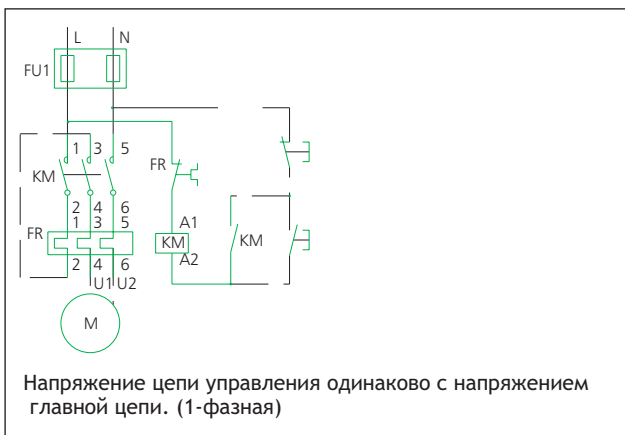 L N
FU1
1 3 5
FR
KM
2 4 6
1 3 5
A1
FR
KM
KM
A2
2 4 6
U1 U2
M
Напряжение цепи управления одинаково с напряжением
главной цепи. (1-фазная)